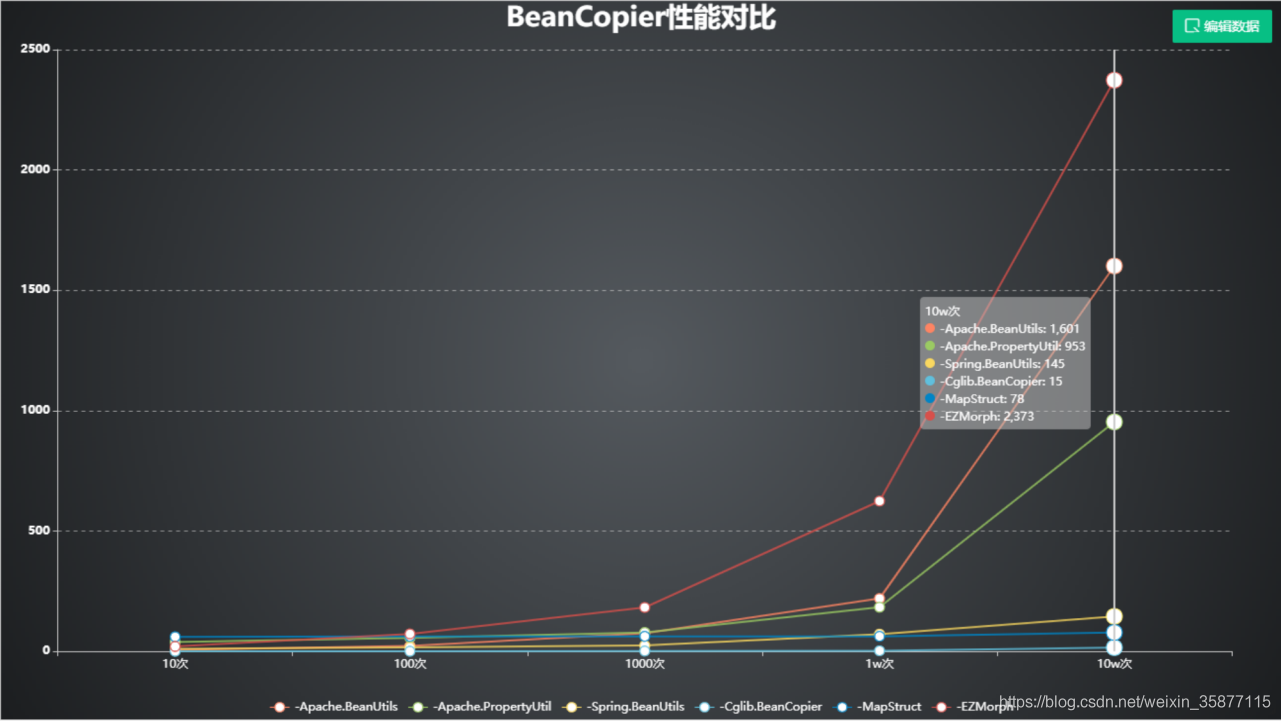 BeanCopier性能对比
编辑数据
2500
2000
1500
1000
500
0
10w次
-Apache.BeanUtils: 1,601
-Apache.PropertyUtil: 953
-Spring.BeanUtils: 145
-Cglib.BeanCopier: 15
-MapStruct: 78
-EZMorph: 2,373
10次 100次 1000次 1w次 10w次
-Apache.BeanUtils -Apache.PropertyUtil -Spring.BeanUtils -Cglib.BeanCopier -MapStruct -EZMorph
https://blog.csdn.net/weixin_35877115